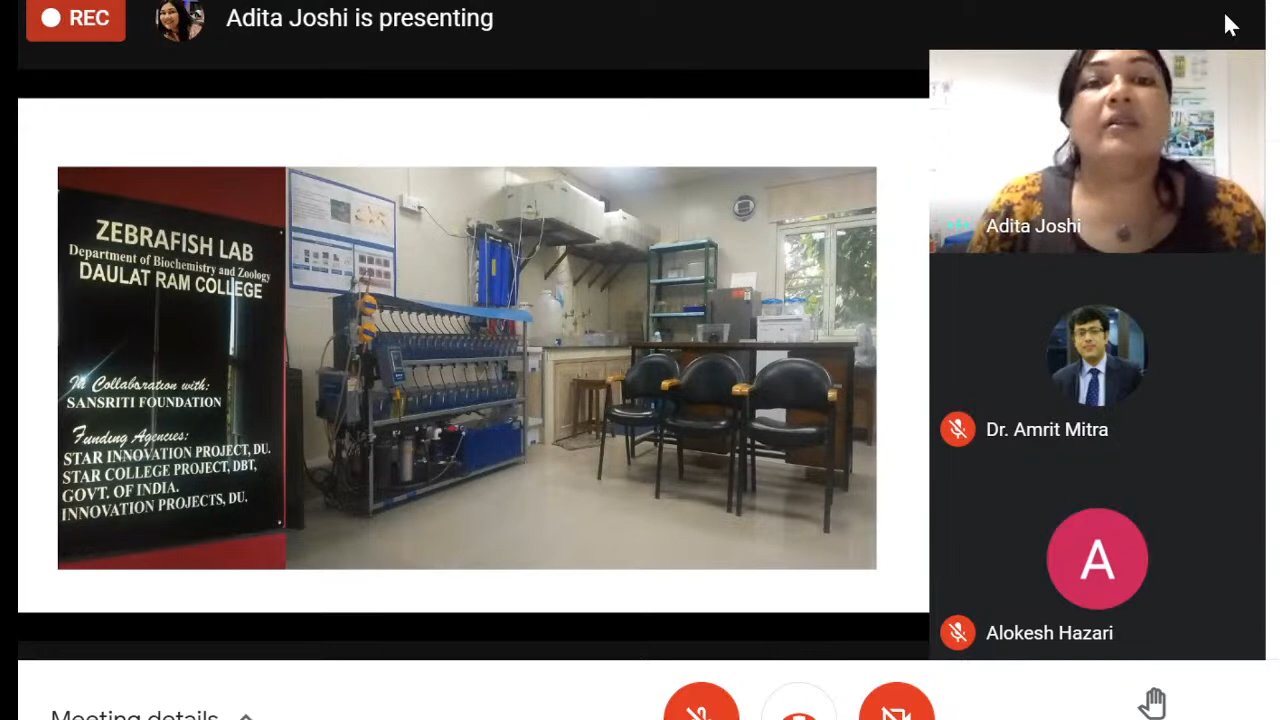 REC
Adita Joshi is presenting
ZEBRAFISH LAB
Department of Biochemistry and Zoology
DAULAT RAM COLLEGE
In Collaboration with:
SANSRITI FOUNDATION
Funding Agencies:
STAR INNOVATION PROJECT, DU.
STAR COLLEGE PROJECT, DBT,
GOVT. OF INDIA.
INNOVATION PROJECTS, DU.
Adita Joshi
Dr. Amrit Mitra
A
Alokesh Hazari
Meeting details